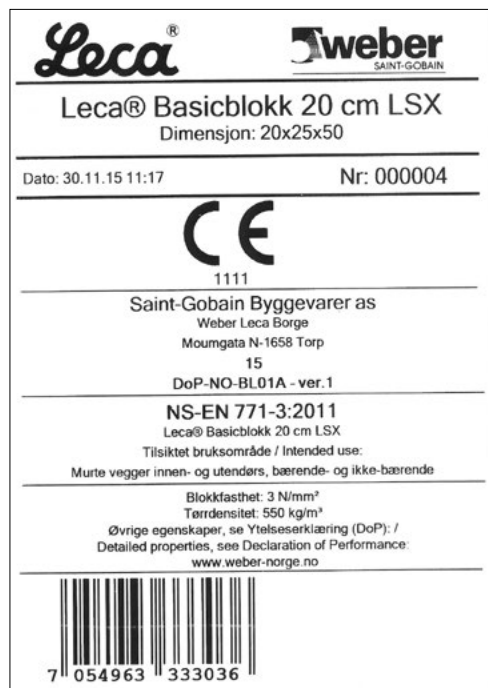 Leca®
weber
SAINT-GOBAIN
Leca® Basicblokk 20 cm LSX
Dimensjon: 20x25x50
Dato: 30.11.15 11:17
Nr: 000004
CE
1111
Saint-Gobain Byggevarer as
Weber Leca Borge
Moumgata N-1658 Torp
15
DoP-NO-BL01A - ver.1
NS-EN 771-3:2011
Leca® Basicblokk 20 cm LSX
Tilsiktet bruksområde / Intended use:
Murte vegger innen- og utendørs, bærende- og ikke-bærende
Blokkfasthet: 3 N/mm²
Tørrdensitet: 550 kg/m³
Øvrige egenskaper, se Ytelseserklæring (DoP): /
Detailed properties, see Declaration of Performance:
www.weber-norge.no
7 054963 333036